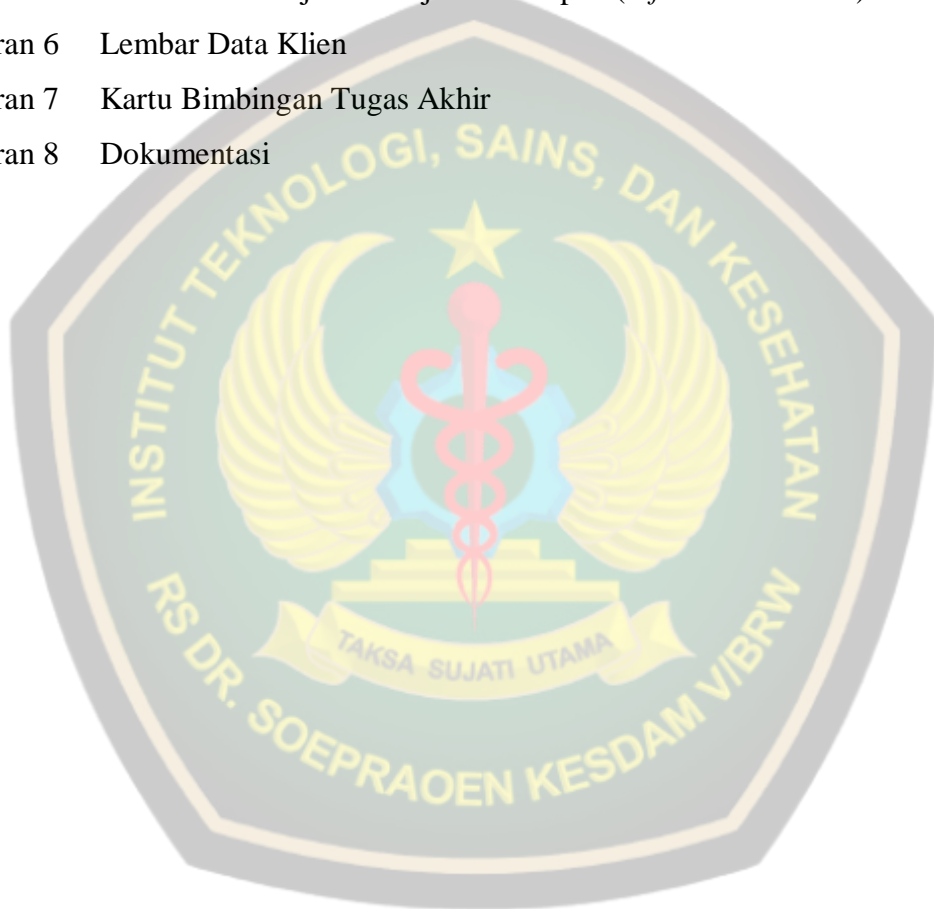 ran 6 Lembar Data Klien
ran 7 Kartu Bimbingan Tugas Akhir
ran 8 Dokumentasi
INSTITUT TEKNOLOGI, SAINS, DAN KESEHATAN
TAKSA SUJATI UTAMA
RS DR. SOEPRAOEN KESDAM V/BRW